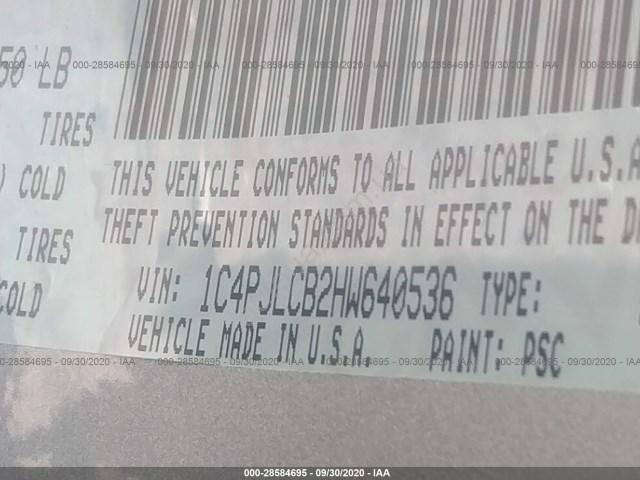 50 LB
TIRES
COLD
TIRES
COLD
THIS VEHICLE CONFORMS TO ALL APPLICABLE U.S.A
THEFT PREVENTION STANDARDS IN EFFECT ON THE D
VIN: 1C4PJLCB2HW640536 TYPE:
VEHICLE MADE IN U.S.A. PAINT: PSC
000-28584695 - 09/30/2020 - IAA